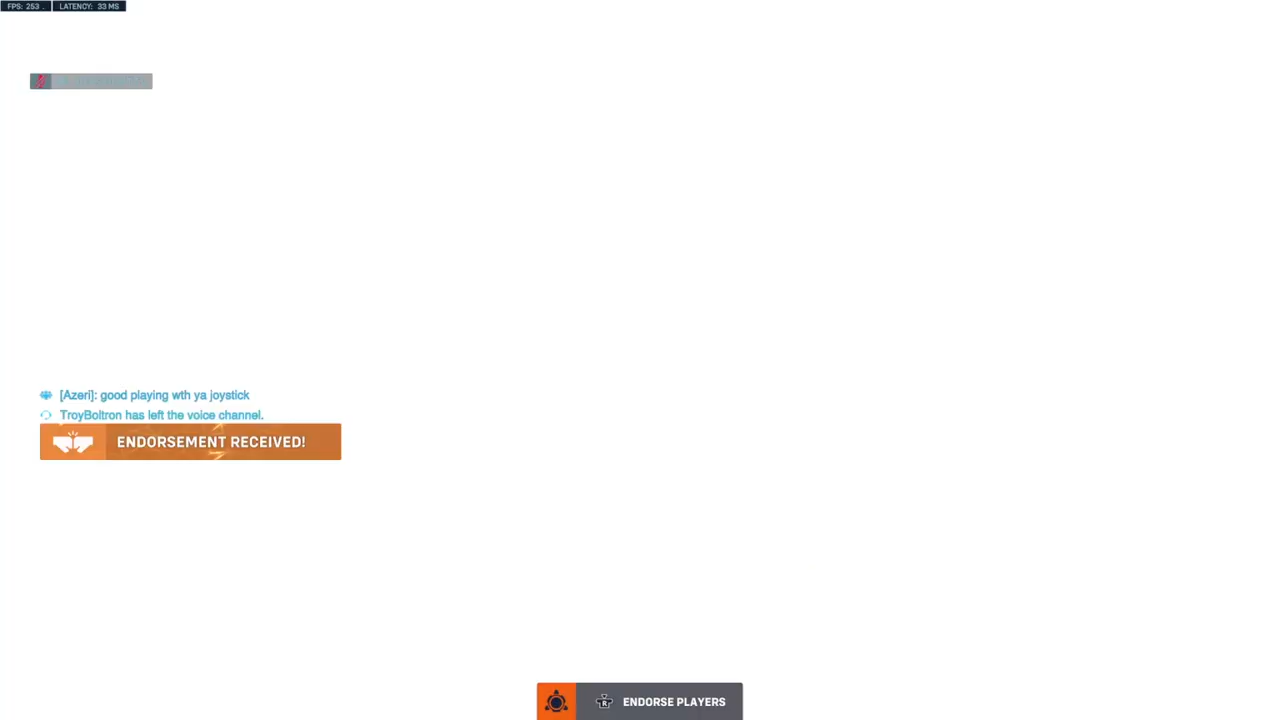 FPS: 253 . LATENCY: 33 MS
[Azeri]: good playing wth ya joystick
TroyBoltron has left the voice channel.
ENDORSEMENT RECEIVED!
R ENDORSE PLAYERS